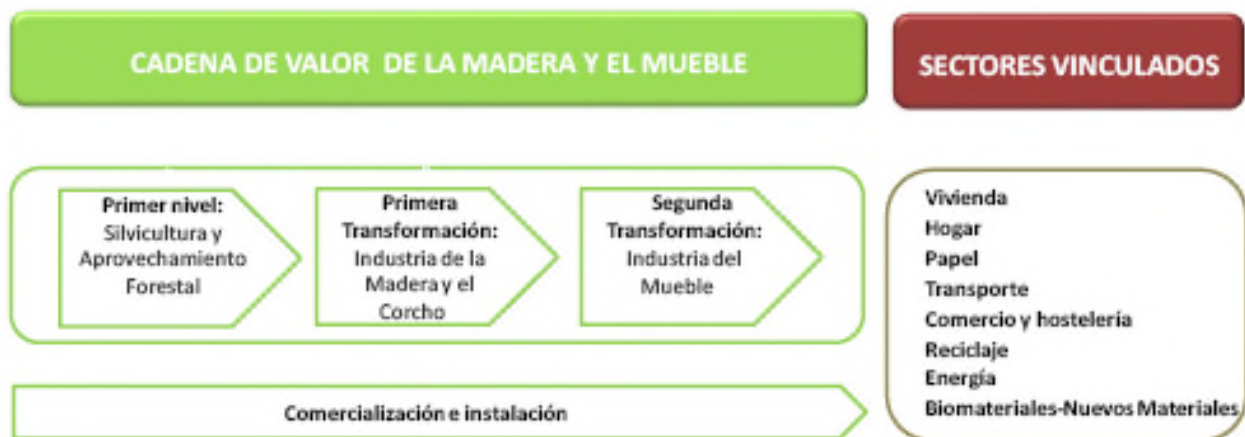 CADENA DE VALOR DE LA MADERA Y EL MUEBLE
SECTORES VINCULADOS
Primer nivel:
Silvicultura y
Aprovechamiento
Forestal
Primera
Transformación:
Industria de la
Madera y el
Corcho
Segunda
Transformación:
Industria del
Mueble
Comercialización e instalación
Vivienda
Hogar
Papel
Transporte
Comercio y hostelería
Reciclaje
Energía
Biomateriales-Nuevos Materiales